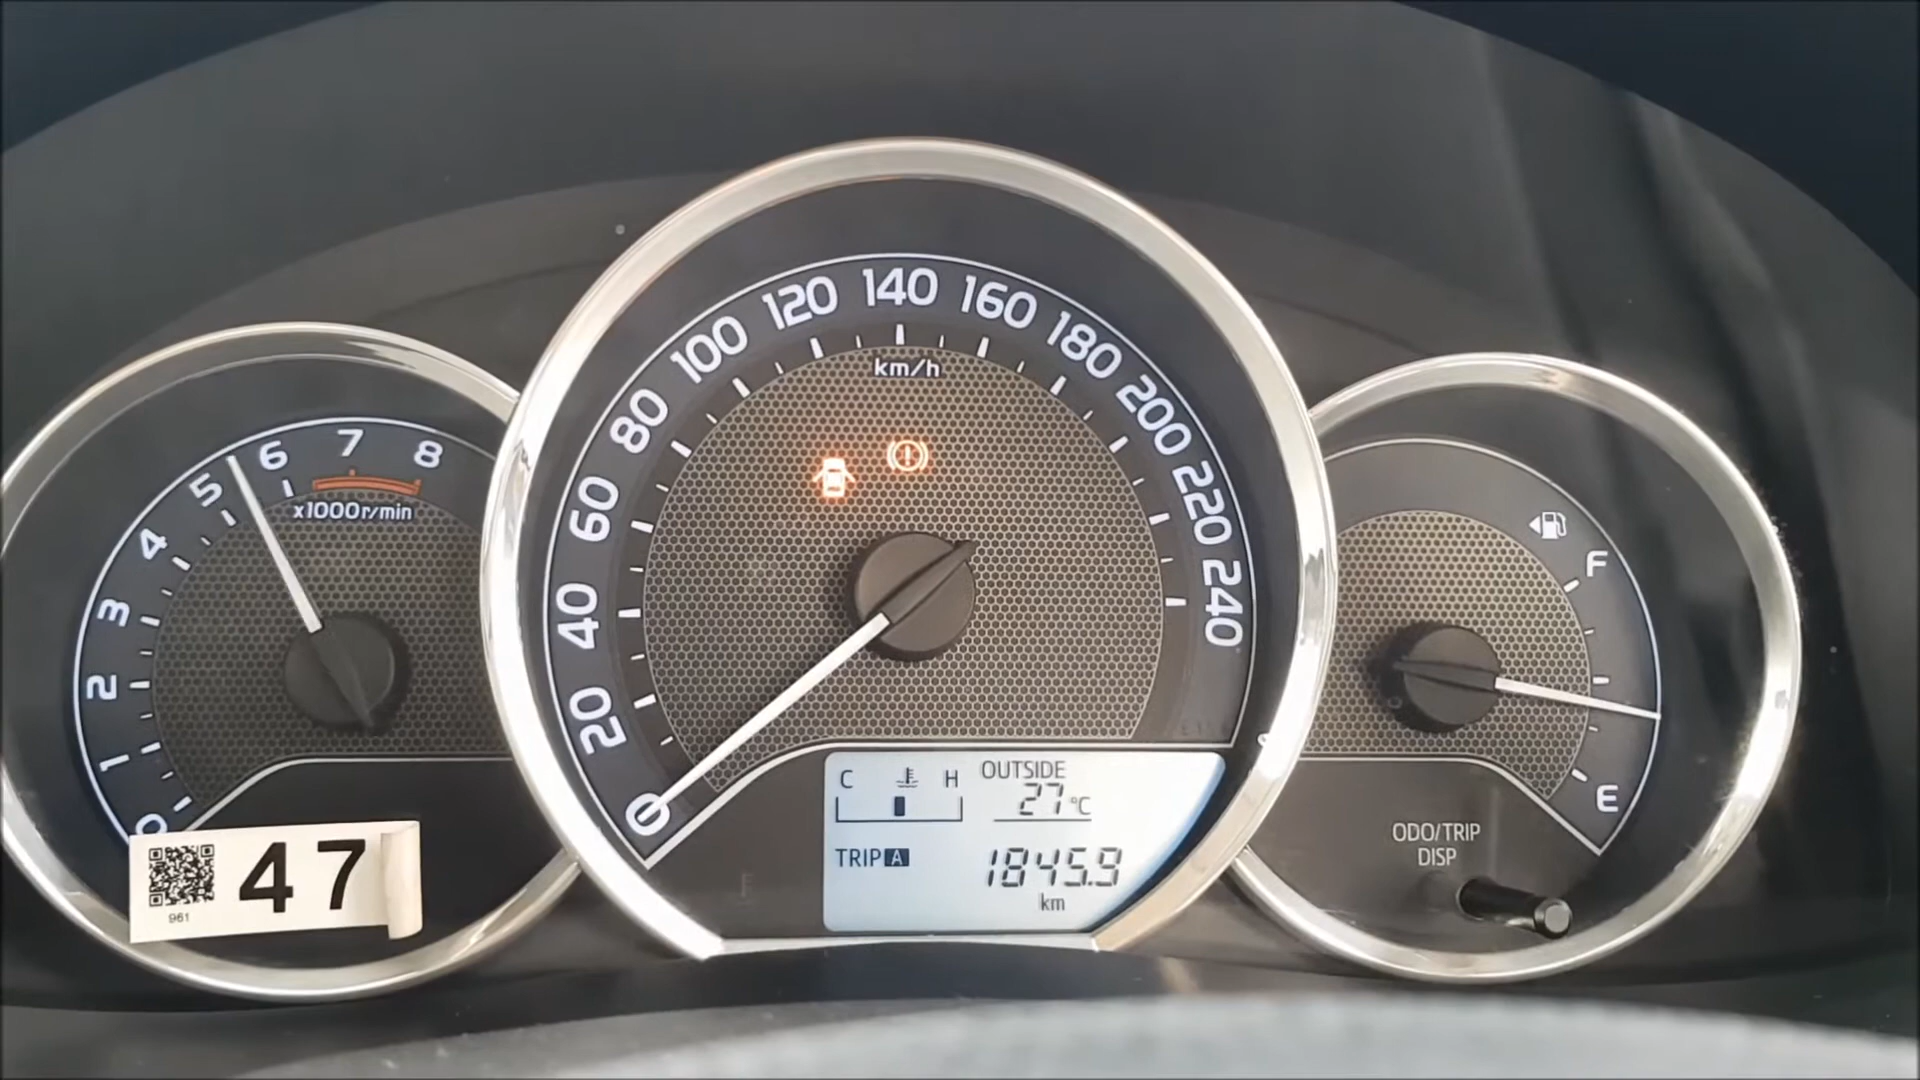 0 1 2 3 4 5 6 7 8
x1000r/min
0 20 40 60 80 100 120 140 160 180 200 220 240
km/h
C H OUTSIDE
27°C
TRIP A 1845.9
km
F
E
ODO/TRIP
DISP
47
961